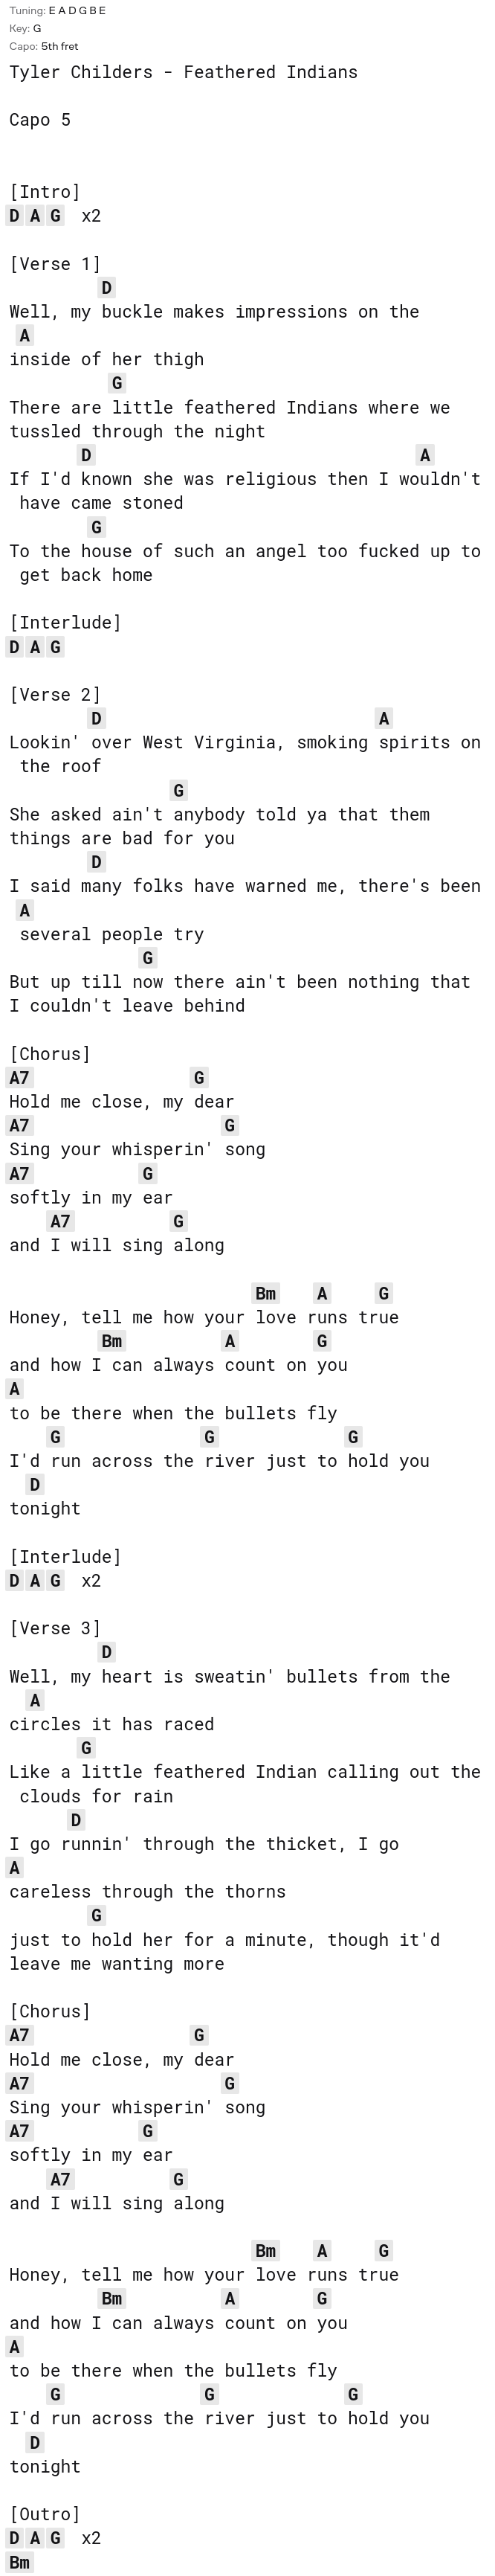 Tuning: E A D G B E
Key: G
Capo: 5th fret
Tyler Childers - Feathered Indians
Capo 5
[Intro]
D A G x2
[Verse 1]
D
Well, my buckle makes impressions on the
A
inside of her thigh
G
There are little feathered Indians where we
tussled through the night
D A
If I'd known she was religious then I wouldn't
have came stoned
G
To the house of such an angel too fucked up to
get back home
[Interlude]
D A G
[Verse 2]
D A
Lookin' over West Virginia, smoking spirits on
the roof
G
She asked ain't anybody told ya that them
things are bad for you
D
I said many folks have warned me, there's been
A
several people try
G
But up till now there ain't been nothing that
I couldn't leave behind
[Chorus]
A7 G
Hold me close, my dear
A7 G
Sing your whisperin' song
A7 G
softly in my ear
A7 G
and I will sing along
Bm A G
Honey, tell me how your love runs true
Bm A G
and how I can always count on you
A
to be there when the bullets fly
G G G
I'd run across the river just to hold you
D
tonight
[Interlude]
D A G x2
[Verse 3]
D
Well, my heart is sweatin' bullets from the
A
circles it has raced
G
Like a little feathered Indian calling out the
clouds for rain
D
I go runnin' through the thicket, I go
A
careless through the thorns
G
just to hold her for a minute, though it'd
leave me wanting more
[Chorus]
A7 G
Hold me close, my dear
A7 G
Sing your whisperin' song
A7 G
softly in my ear
A7 G
and I will sing along
Bm A G
Honey, tell me how your love runs true
Bm A G
and how I can always count on you
A
to be there when the bullets fly
G G G
I'd run across the river just to hold you
D
tonight
[Outro]
D A G x2
Bm